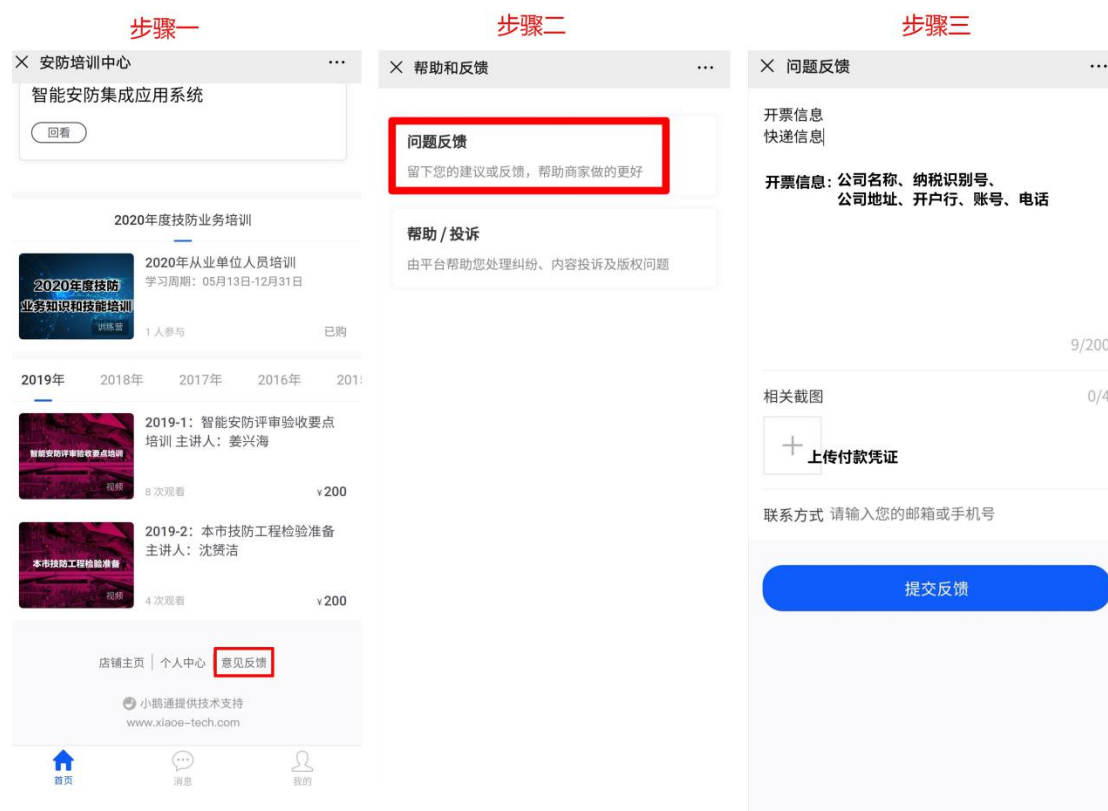 步骤一
安防培训中心
智能安防集成应用系统
回看
2020年度技防业务培训
2020年度技防
业务知识和技能培训
训练营
2020年从业单位人员培训
学习周期：05月13日-12月31日
1 人参与
已购
2019年 2018年 2017年 2016年 201
智能安防评审验收要点培训
视频
2019-1：智能安防评审验收要点
培训 主讲人：姜兴海
8 次观看
¥200
本市技防工程检验准备
视频
2019-2：本市技防工程检验准备
主讲人：沈赟洁
4 次观看
¥200
店铺主页 个人中心 意见反馈
小鹅通提供技术支持
www.xiaoe-tech.com
首页 消息 我的
步骤二
帮助和反馈
问题反馈
留下您的建议或反馈，帮助商家做的更好
帮助 / 投诉
由平台帮助您处理纠纷、内容投诉及版权问题
步骤三
问题反馈
开票信息
快递信息
开票信息：公司名称、纳税识别号、
公司地址、开户行、账号、电话
9/200
相关截图 0/4
上传付款凭证
联系方式 请输入您的邮箱或手机号
提交反馈